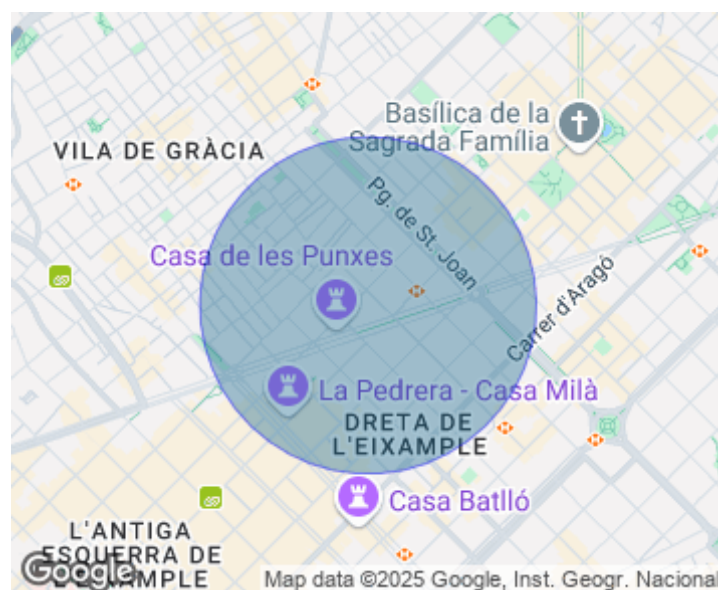 Basílica de la
Sagrada Família
VILA DE GRÀCIA
Pg. de St. Joan
Casa de les Punxes
Carrer d'Aragó
La Pedrera - Casa Milà
DRETA DE
L'EIXAMPLE
Casa Batlló
L'ANTIGA
ESQUERRA DE
L'EIXAMPLE
Google
Map data ©2025 Google, Inst. Geogr. Nacional